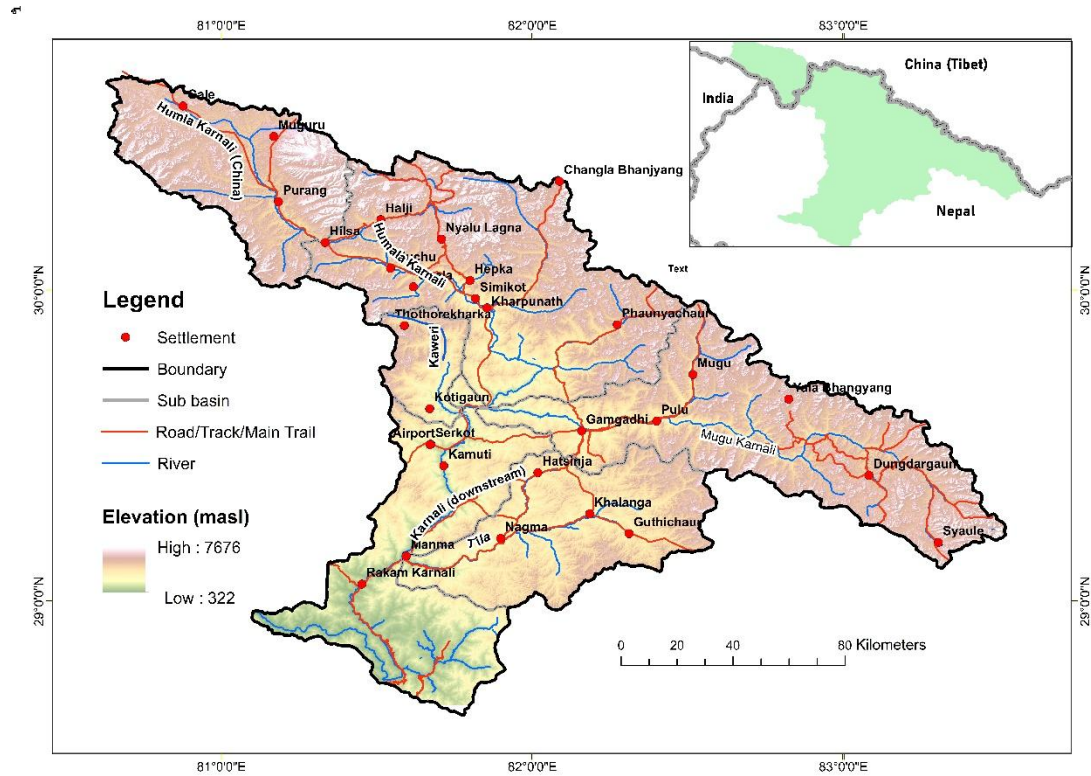 81°0'0"E
82°0'0"E
83°0'0"E
China (Tibet)
India
Nepal
Gale
Muguru
Humla Karnali (China)
Purang
Changla Bhanjyang
Halji
Hilsa
Nyalu Lagna
Humala Karnali
Hepka
Text
Simikot
Kharpunath
30°0'0"N
30°0'0"N
Legend
Settlement
Boundary
Sub basin
Road/Track/Main Trail
River
Thothorekharka
Phaunyachaur
Kaweri
Mugu
Yala Bhangyang
Kotigaun
Gamgadhi
Pulu
Mugu Karnali
Airport
Serkot
Kamuti
Hatsinja
Dungdargaun
Karnali (downstream)
Khalanga
Elevation (masl)
High : 7676
Low : 322
Nagma
Tila
Guthichaur
Syaule
Manma
Rakam Karnali
29°0'0"N
29°0'0"N
0 20 40 80 Kilometers
81°0'0"E
82°0'0"E
83°0'0"E